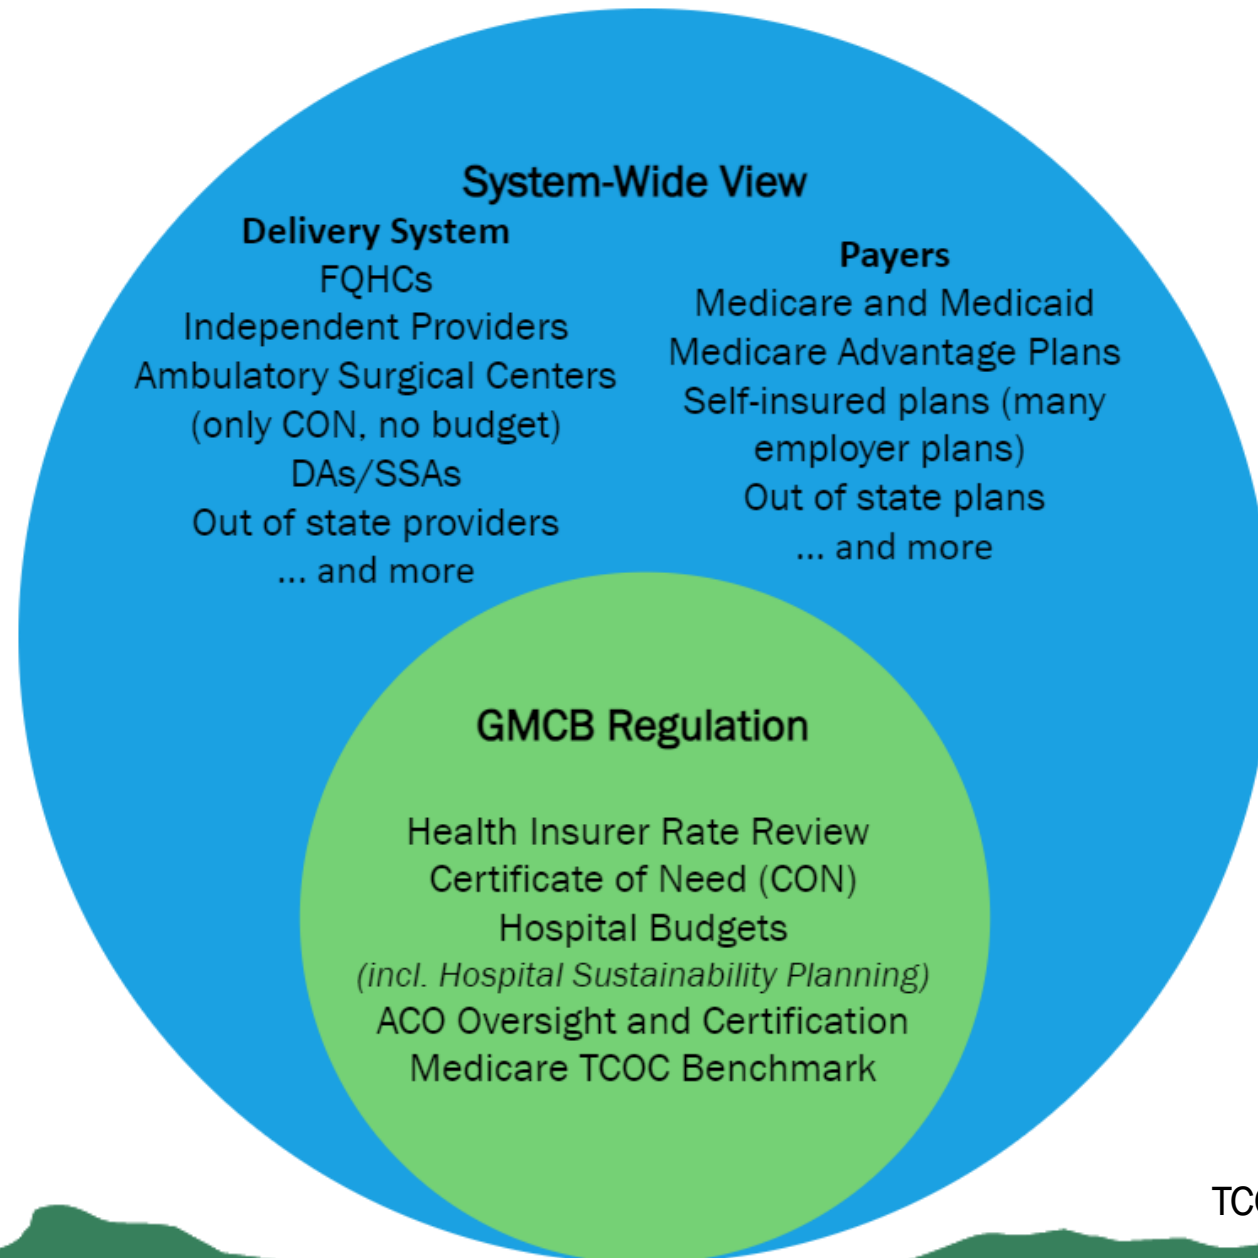 System-Wide View
Delivery System
FQHCs
Independent Providers
Ambulatory Surgical Centers
(only CON, no budget)
DAs/SSAs
Out of state providers
... and more
Payers
Medicare and Medicaid
Medicare Advantage Plans
Self-insured plans (many
employer plans)
Out of state plans
... and more
GMCB Regulation
Health Insurer Rate Review
Certificate of Need (CON)
Hospital Budgets
(incl. Hospital Sustainability Planning)
ACO Oversight and Certification
Medicare TCOC Benchmark